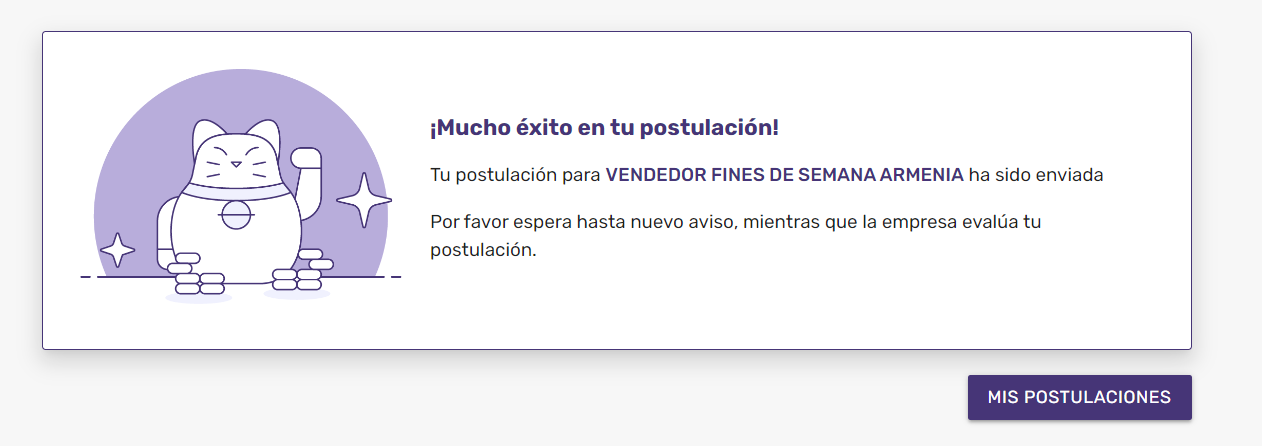 ¡Mucho éxito en tu postulación!
Tu postulación para VENDEDOR FINES DE SEMANA ARMENIA ha sido enviada
Por favor espera hasta nuevo aviso, mientras que la empresa evalúa tu
postulación.
MIS POSTULACIONES